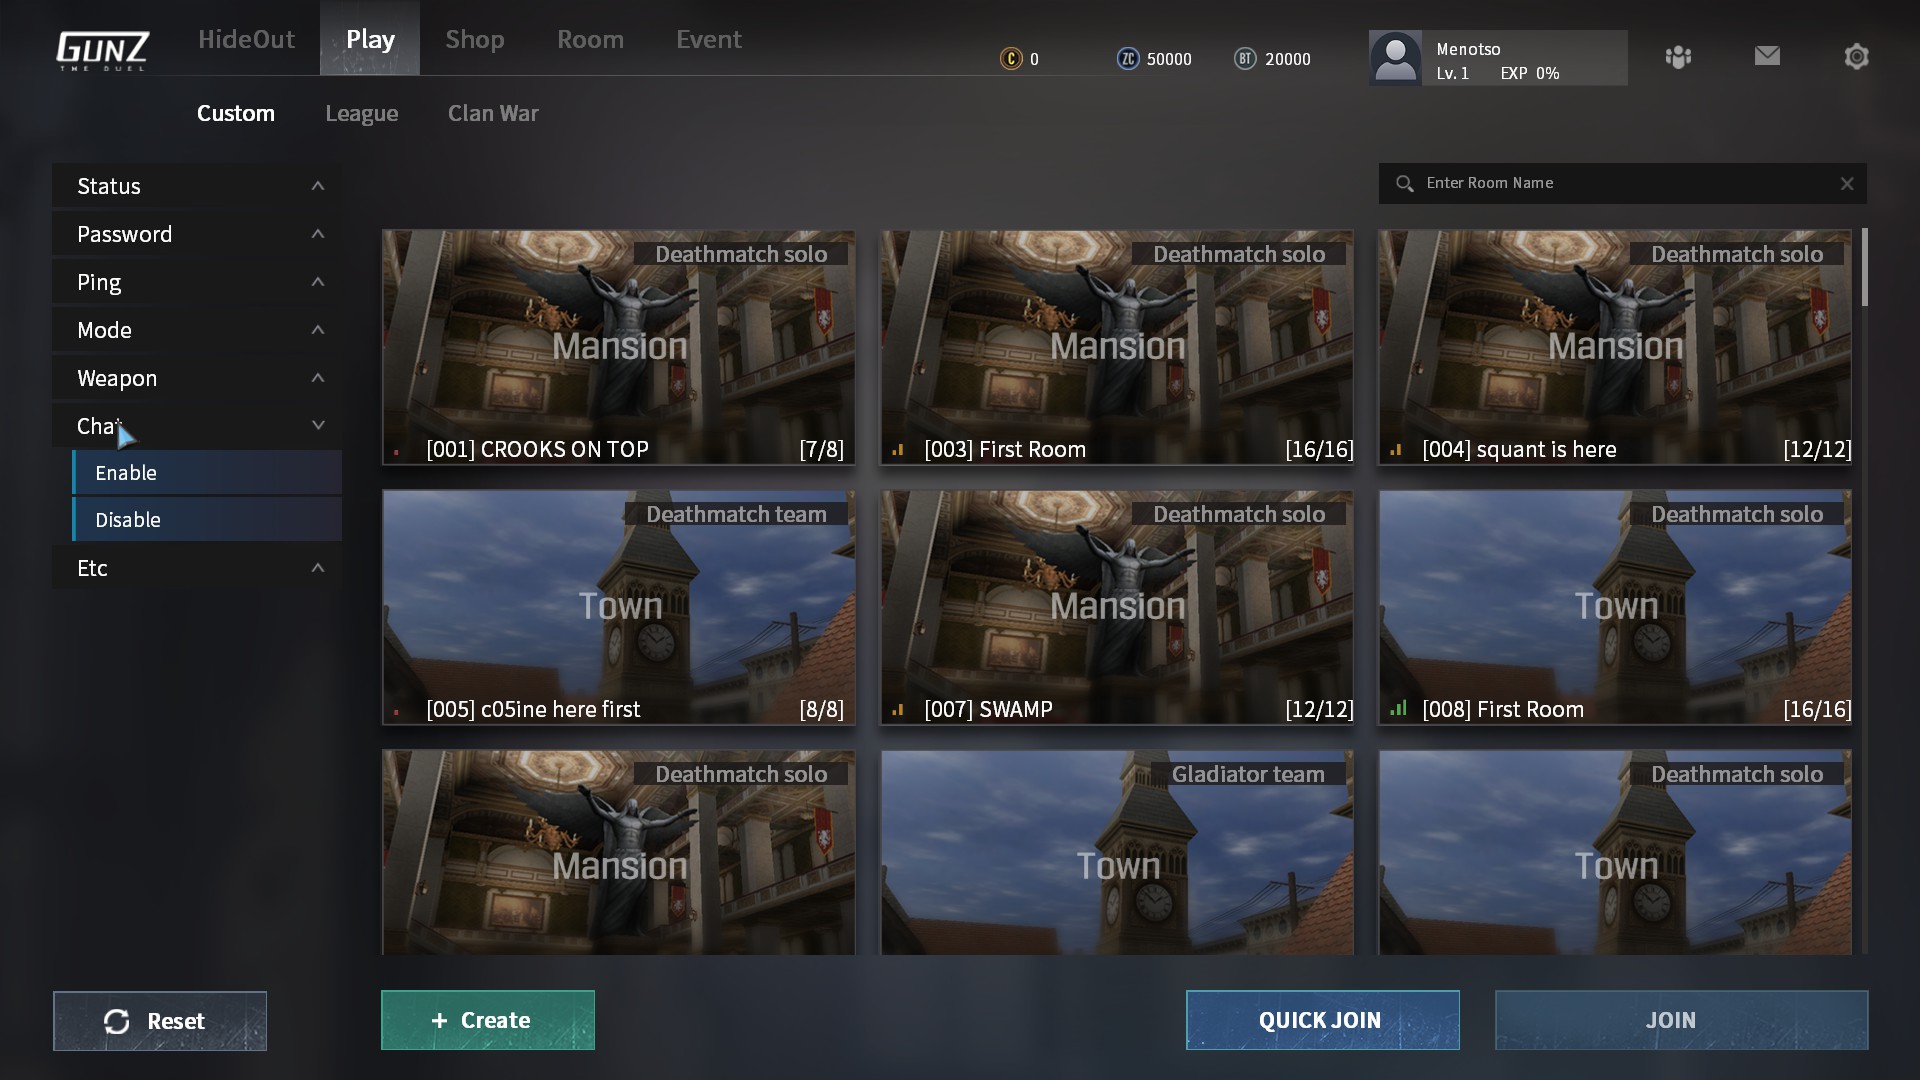 GUNZ
THE DUEL
HideOut
Play
Shop
Room
Event
C 0
ZC 50000
BT 20000
Menotso
Lv. 1 EXP 0%
Custom
League
Clan War
Status
Password
Ping
Mode
Weapon
Chat
Enable
Disable
Etc
Enter Room Name
Deathmatch solo
Mansion
[001] CROOKS ON TOP [7/8]
Deathmatch solo
Mansion
[003] First Room [16/16]
Deathmatch solo
Mansion
[004] squant is here [12/12]
Deathmatch team
Town
[005] c05ine here first [8/8]
Deathmatch solo
Mansion
[007] SWAMP [12/12]
Deathmatch solo
Town
[008] First Room [16/16]
Deathmatch solo
Mansion
Gladiator team
Town
Deathmatch solo
Town
Reset
+ Create
QUICK JOIN
JOIN